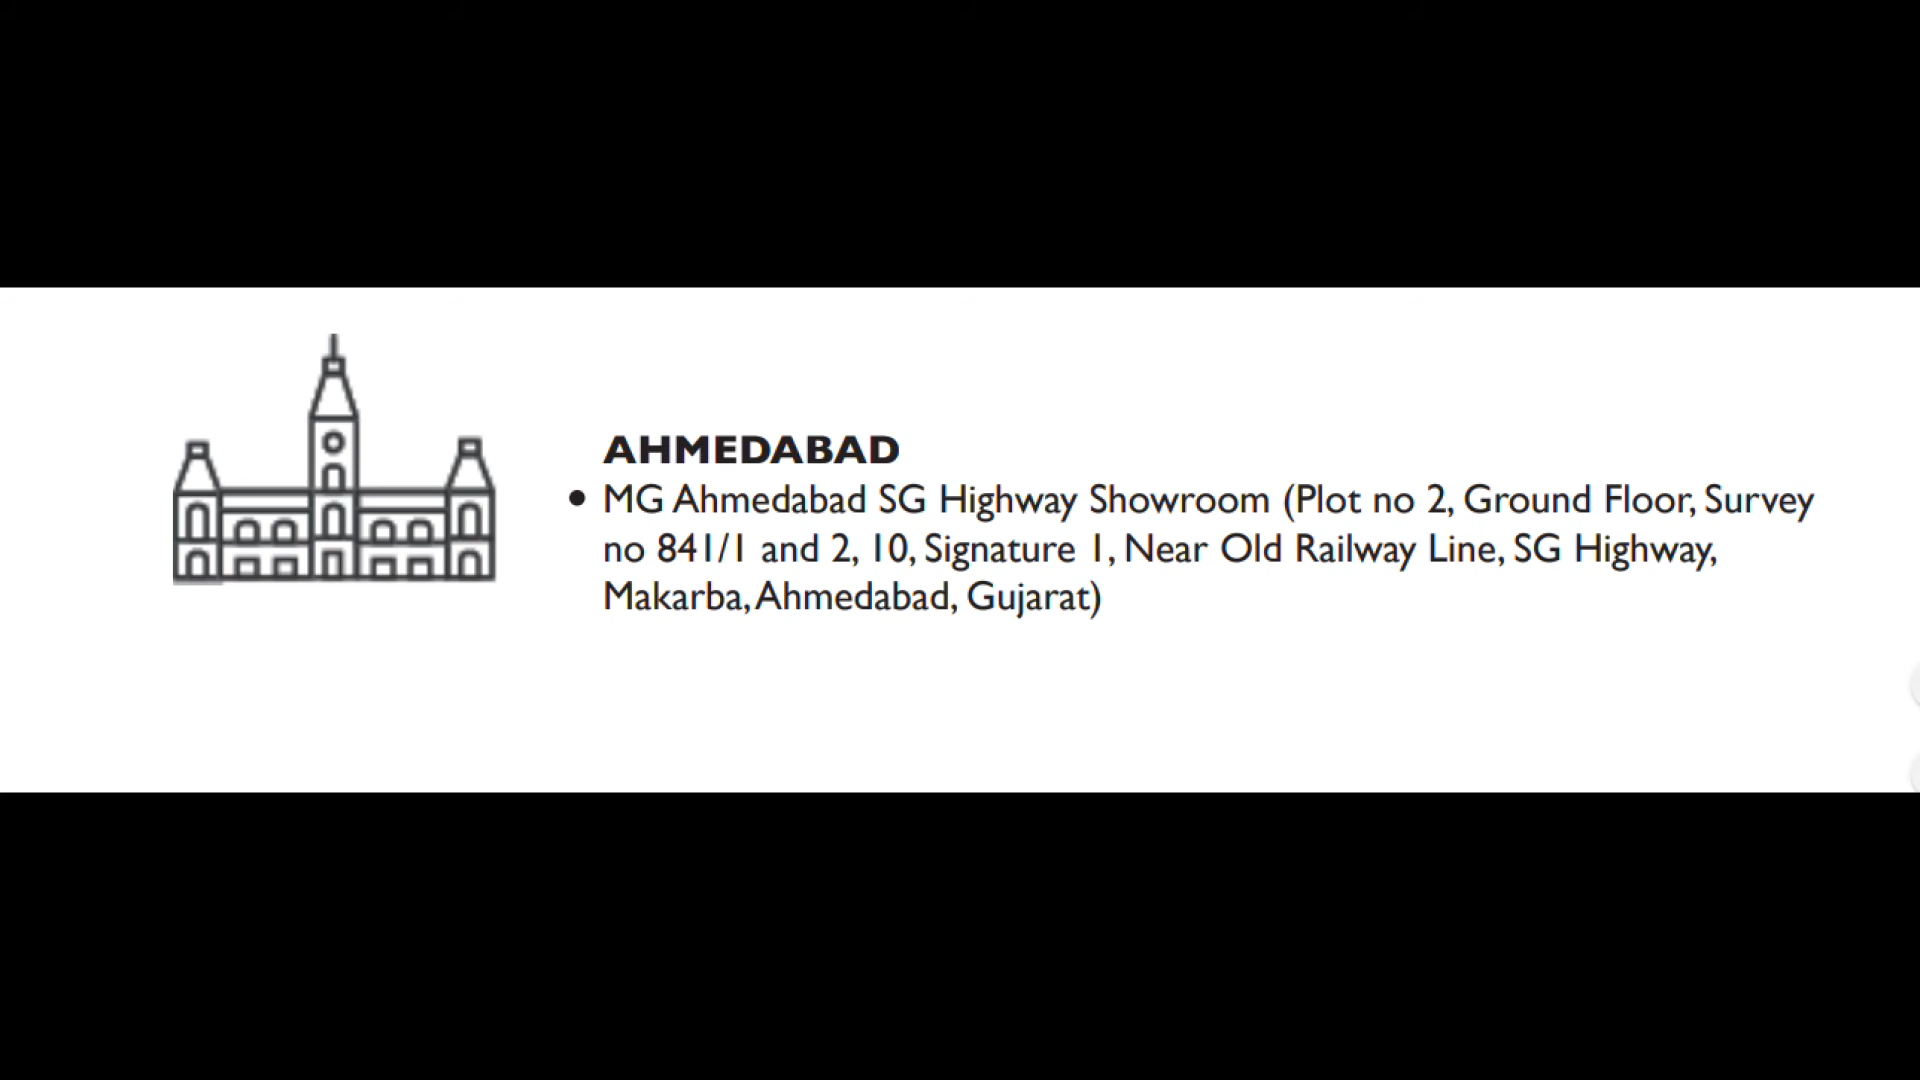 AHMEDABAD
• MG Ahmedabad SG Highway Showroom (Plot no 2, Ground Floor, Survey
no 841/1 and 2, 10, Signature 1, Near Old Railway Line, SG Highway,
Makarba, Ahmedabad, Gujarat)